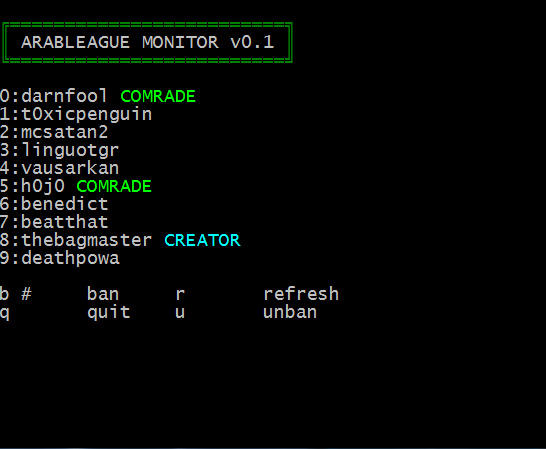 ARABLEAGUE MONITOR v0.1
0:darnfool COMRADE
1:t0xicpenguin
2:mcsatan2
3:linguotgr
4:vausarkan
5:h0j0 COMRADE
6:benedict
7:beatthat
8:thebagmaster CREATOR
9:deathpowa
b # ban r refresh
q quit u unban